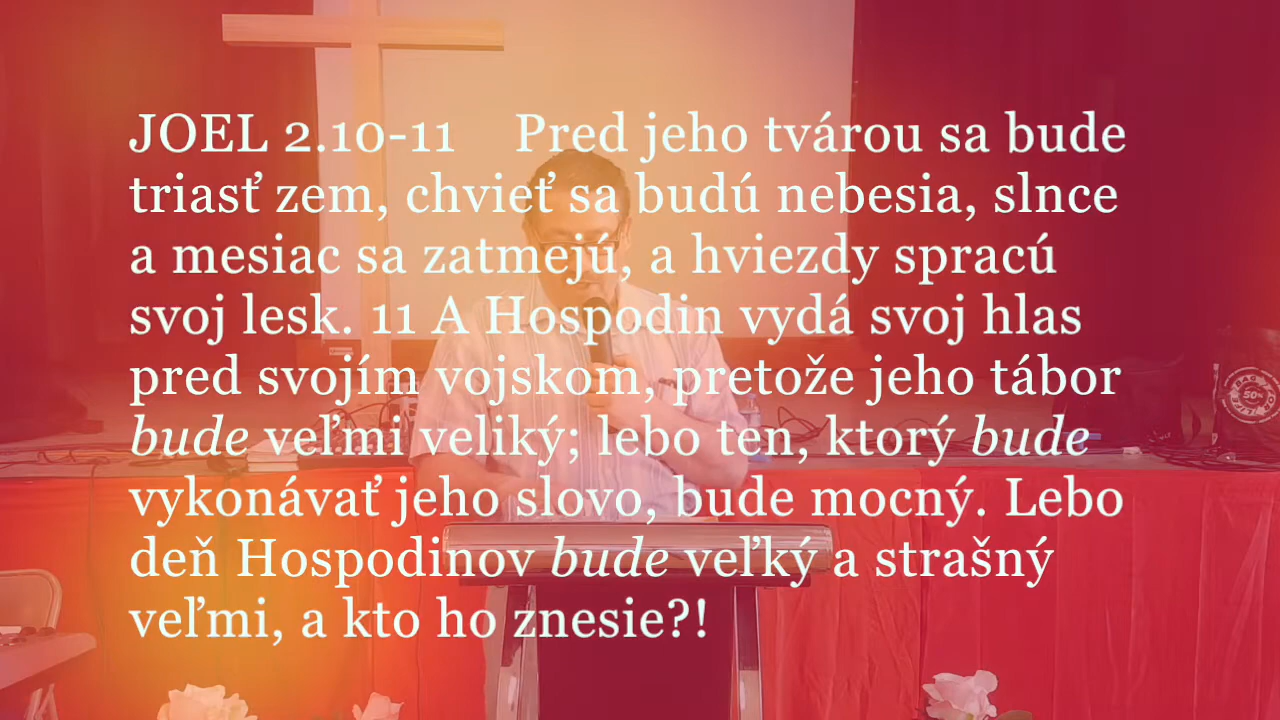 JOEL 2.10-11 Pred jeho tvárou sa bude
triasť zem, chvieť sa budú nebesia, slnce
a mesiac sa zatmejú, a hviezdy spracú
svoj lesk. 11 A Hospodin vydá svoj hlas
pred svojím vojskom, pretože jeho tábor
bude veľmi veliký; lebo ten, ktorý bude
vykonávať jeho slovo, bude mocný. Lebo
deň Hospodinov bude veľký a strašný
veľmi, a kto ho znesie?!
50%